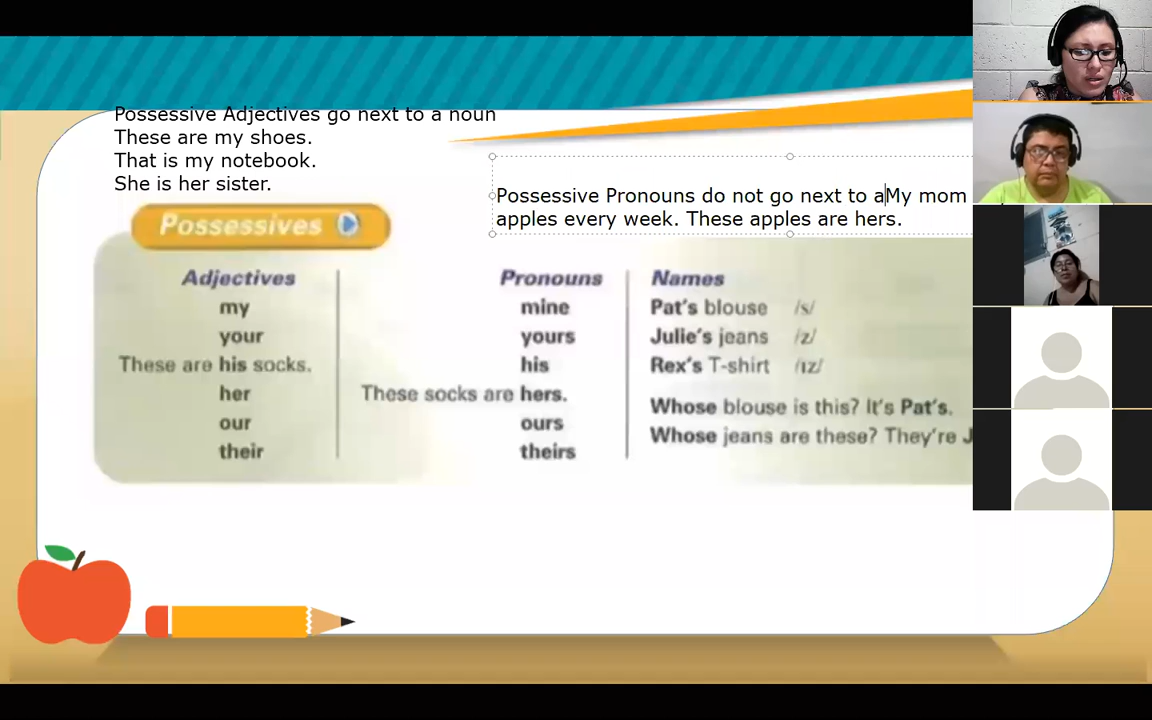 Possessive Adjectives go next to a noun
These are my shoes.
That is my notebook.
She is her sister.
Possessive Pronouns do not go next to aMy mom
apples every week. These apples are hers.
Possessives
Adjectives
my
your
These are his socks.
her
our
their
Pronouns
mine
yours
his
These socks are hers.
ours
theirs
Names
Pat's blouse /s/
Julie's jeans /z/
Rex's T-shirt /ɪz/
Whose blouse is this? It's Pat's.
Whose jeans are these? They're J